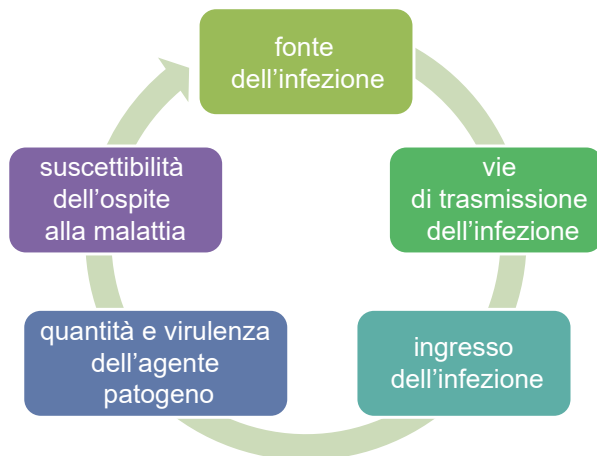 fonte
dell’infezione
vie
di trasmissione
dell’infezione
ingresso
dell’infezione
quantità e virulenza
dell’agente
patogeno
suscettibilità
dell’ospite
alla malattia